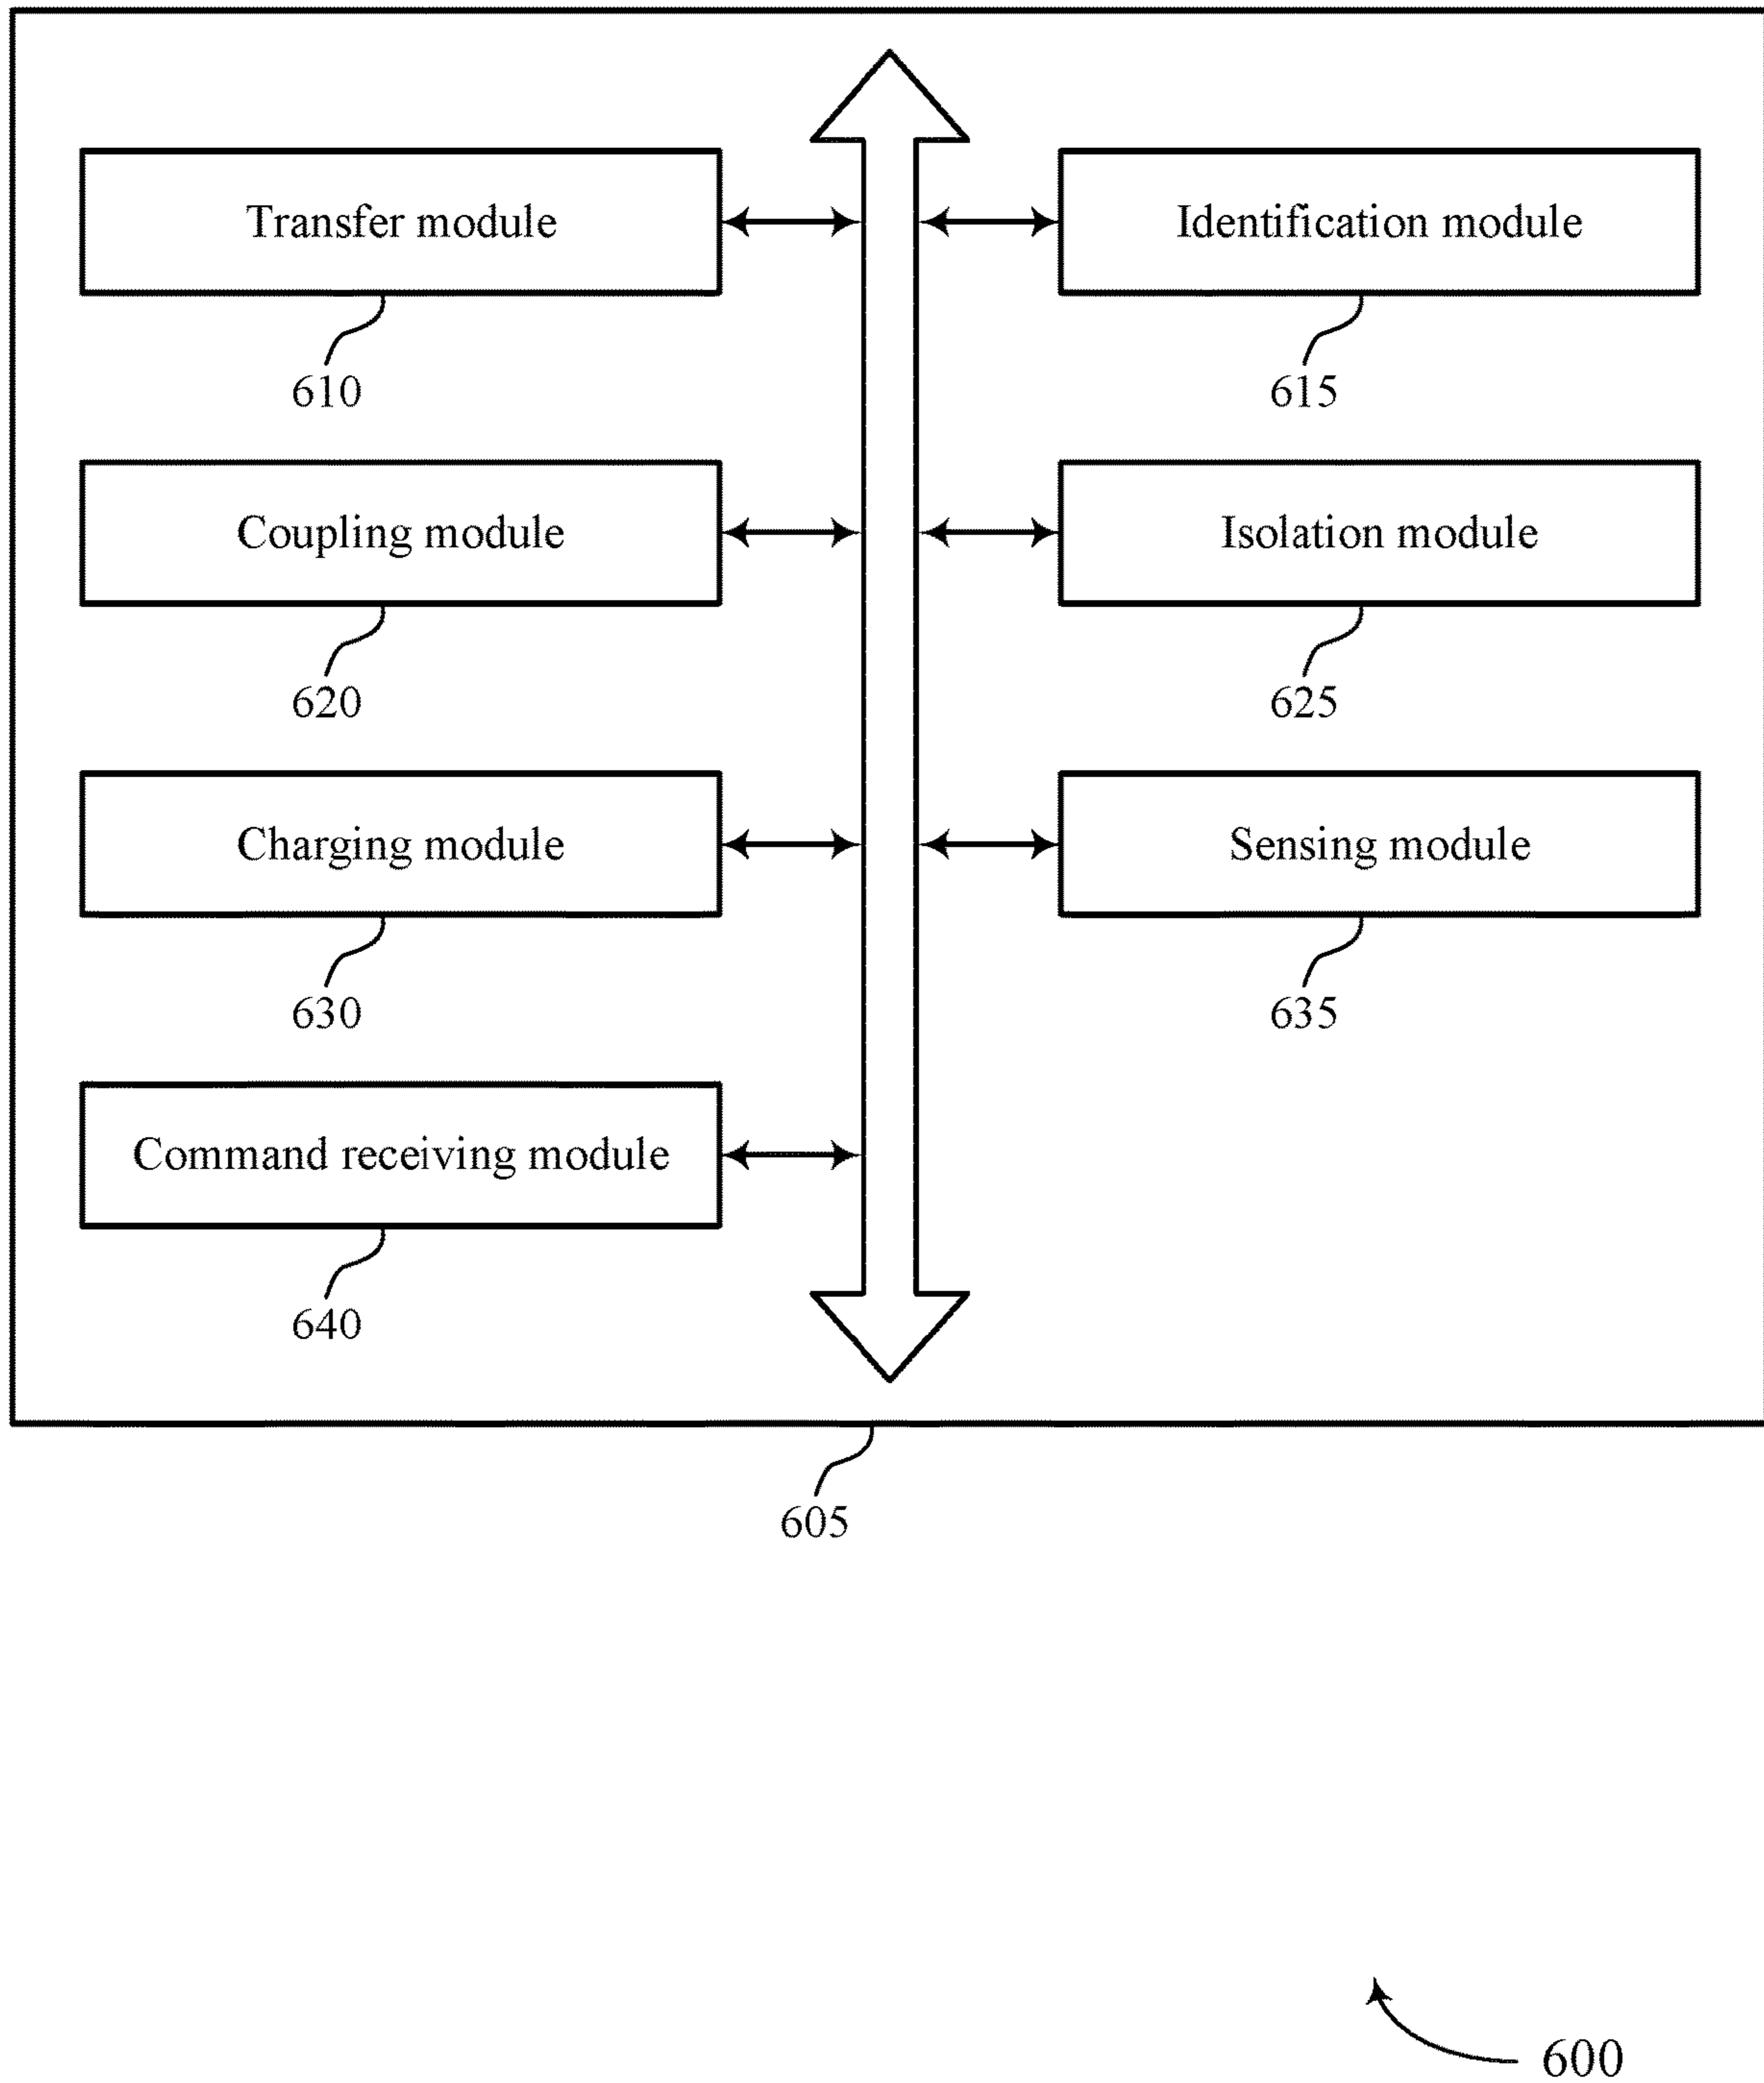 Transfer module
Identification module
610
615
Coupling module
Isolation module
620
625
Charging module
Sensing module
630
635
Command receiving module
640
605
600